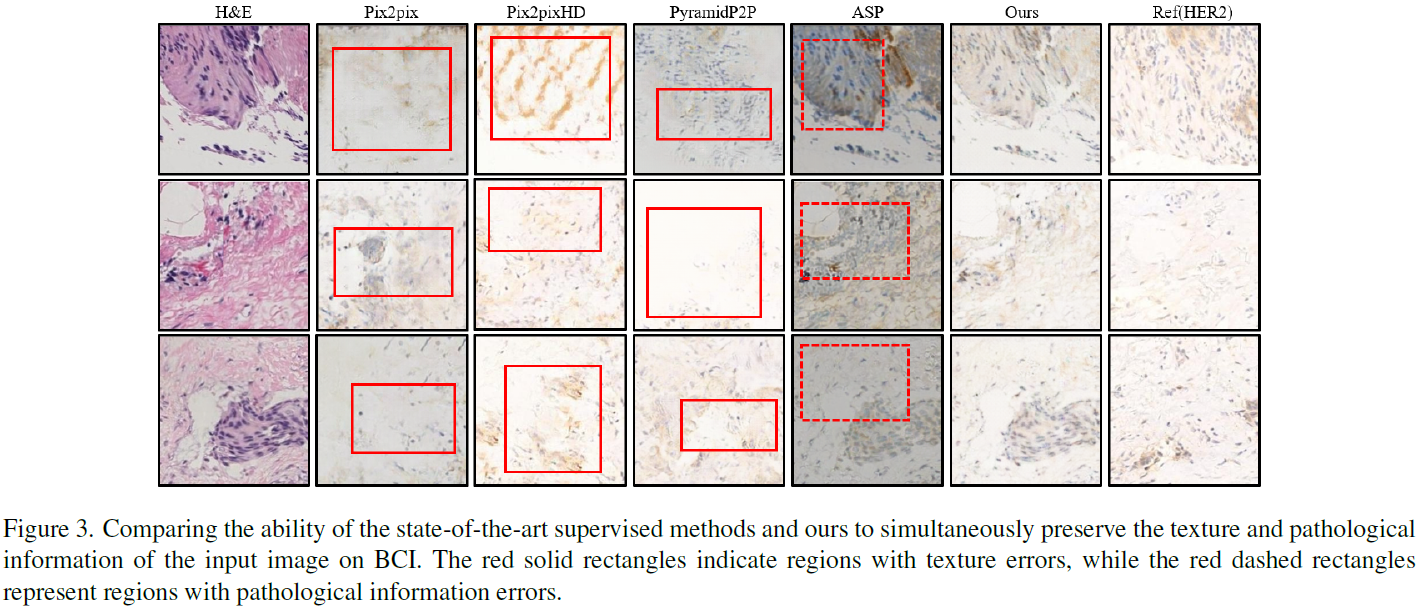 H&E Pix2pix Pix2pixHD PyramidP2P ASP Ours Ref(HER2)
Figure 3. Comparing the ability of the state-of-the-art supervised methods and ours to simultaneously preserve the texture and pathological
information of the input image on BCI. The red solid rectangles indicate regions with texture errors, while the red dashed rectangles
represent regions with pathological information errors.